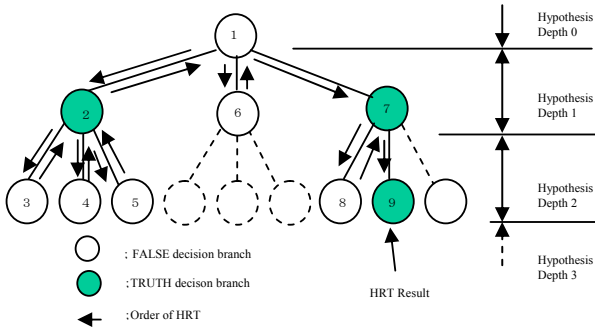 1
Hypothesis
Depth 0
2
6
7
Hypothesis
Depth 1
3
4
5
8
9
Hypothesis
Depth 2
; FALSE decision branch
;TRUTH decison branch
;Order of HRT
HRT Result
Hypothesis
Depth 3